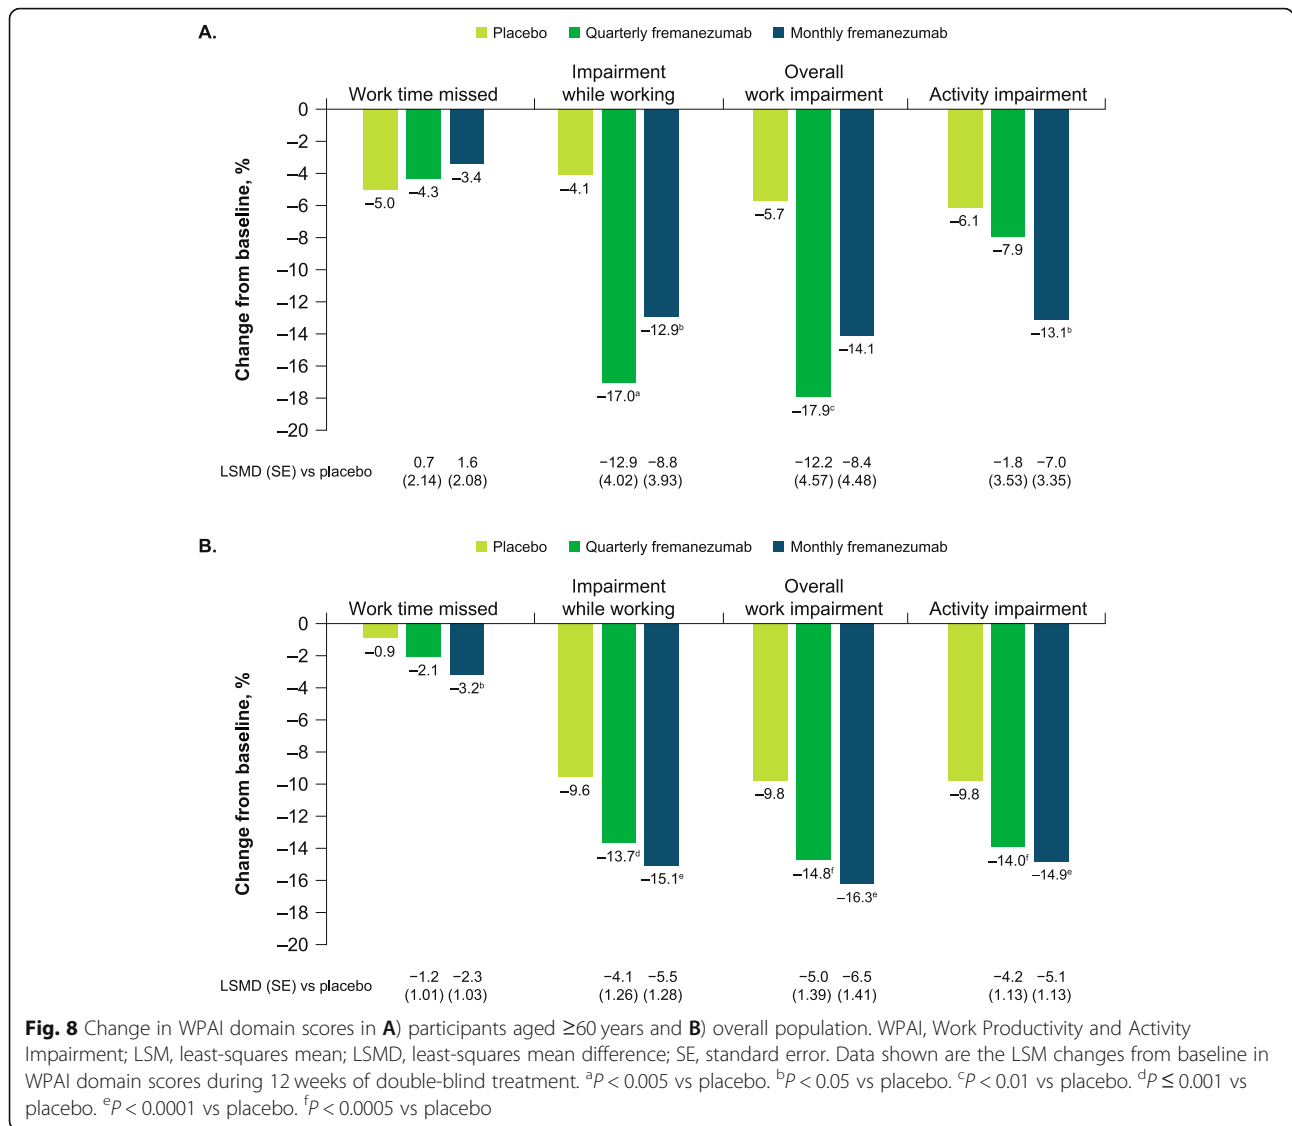 A.
Placebo Quarterly fremanezumab Monthly fremanezumab
Work time missed
Impairment
while working
Overall
work impairment
Activity impairment
Change from baseline, %
0
–2
–4
–6
–8
–10
–12
–14
–16
–18
–20
–5.0 –4.3 –3.4
–4.1 –17.0a –12.9b
–5.7 –17.9c –14.1
–6.1 –7.9 –13.1b
LSMD (SE) vs placebo
0.7 1.6 −12.9 −8.8 −12.2 −8.4 −1.8 −7.0
(2.14) (2.08) (4.02) (3.93) (4.57) (4.48) (3.53) (3.35)
B.
Placebo Quarterly fremanezumab Monthly fremanezumab
Work time missed
Impairment
while working
Overall
work impairment
Activity impairment
Change from baseline, %
0
–2
–4
–6
–8
–10
–12
–14
–16
–18
–20
–0.9 –2.1 –3.2b
–9.6 –13.7d –15.1e
–9.8 –14.8f –16.3e
–9.8 –14.0f –14.9e
LSMD (SE) vs placebo
−1.2 −2.3 −4.1 −5.5 −5.0 −6.5 −4.2 −5.1
(1.01) (1.03) (1.26) (1.28) (1.39) (1.41) (1.13) (1.13)
Fig. 8 Change in WPAI domain scores in A) participants aged ≥60 years and B) overall population. WPAI, Work Productivity and Activity
Impairment; LSM, least-squares mean; LSMD, least-squares mean difference; SE, standard error. Data shown are the LSM changes from baseline in
WPAI domain scores during 12 weeks of double-blind treatment. aP < 0.005 vs placebo. bP < 0.05 vs placebo. cP < 0.01 vs placebo. dP ≤ 0.001 vs
placebo. eP < 0.0001 vs placebo. fP < 0.0005 vs placebo